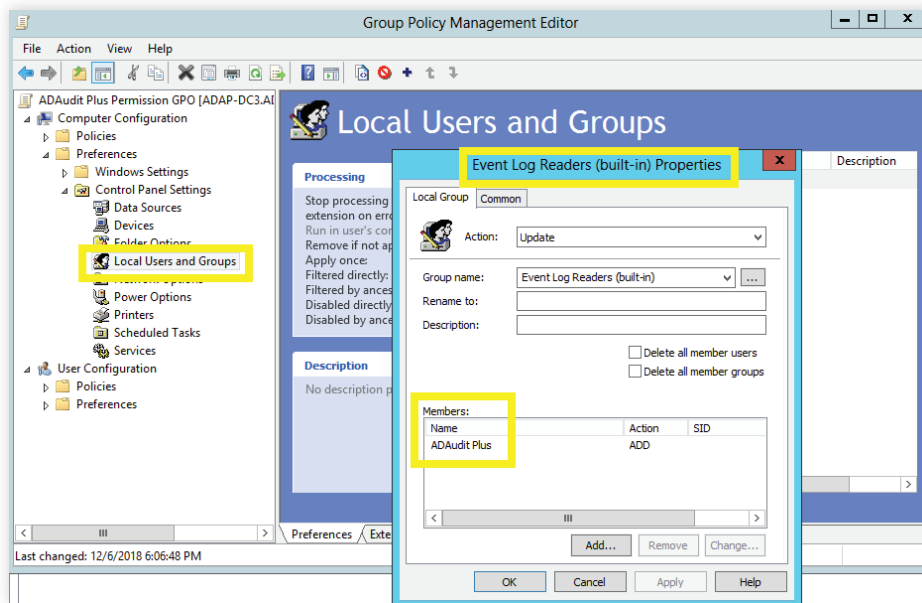 Group Policy Management Editor
File Action View Help
ADAudit Plus Permission GPO [ADAP-DC3.AD
Computer Configuration
Policies
Preferences
Windows Settings
Control Panel Settings
Data Sources
Devices
Folder Options
Local Users and Groups
Network Options
Power Options
Printers
Scheduled Tasks
Services
User Configuration
Policies
Preferences
Local Users and Groups
Processing
Stop processing
extension on erro
Run in user's con
Remove if not ap
Apply once:
Filtered directly:
Filtered by ances
Disabled directly
Disabled by ance
Description
No description p
Description
Event Log Readers (built-in) Properties
x
Local Group Common
Action: Update
Group name: Event Log Readers (built-in) ...
Rename to:
Description:
Delete all member users
Delete all member groups
Members:
Name Action SID
ADAudit Plus ADD
Add... Remove Change...
OK Cancel Apply Help
Preferences Exte
Last changed: 12/6/2018 6:06:48 PM